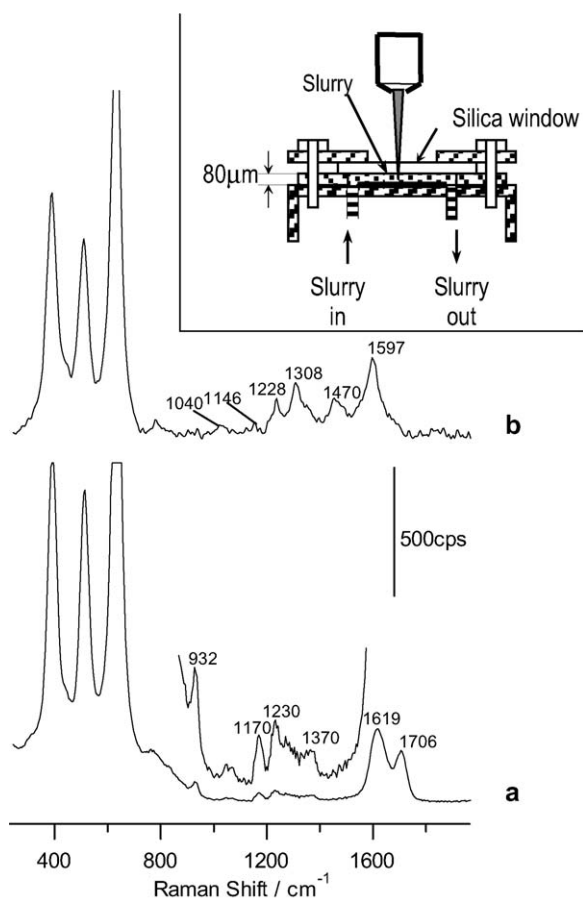 Slurry
Silica window
80μm
Slurry
in
Slurry
out
1597
1308
1228
1470
1040
1146
b
500cps
932
1170
1230
1370
1619
1706
a
400 800 1200 1600
Raman Shift / cm⁻¹